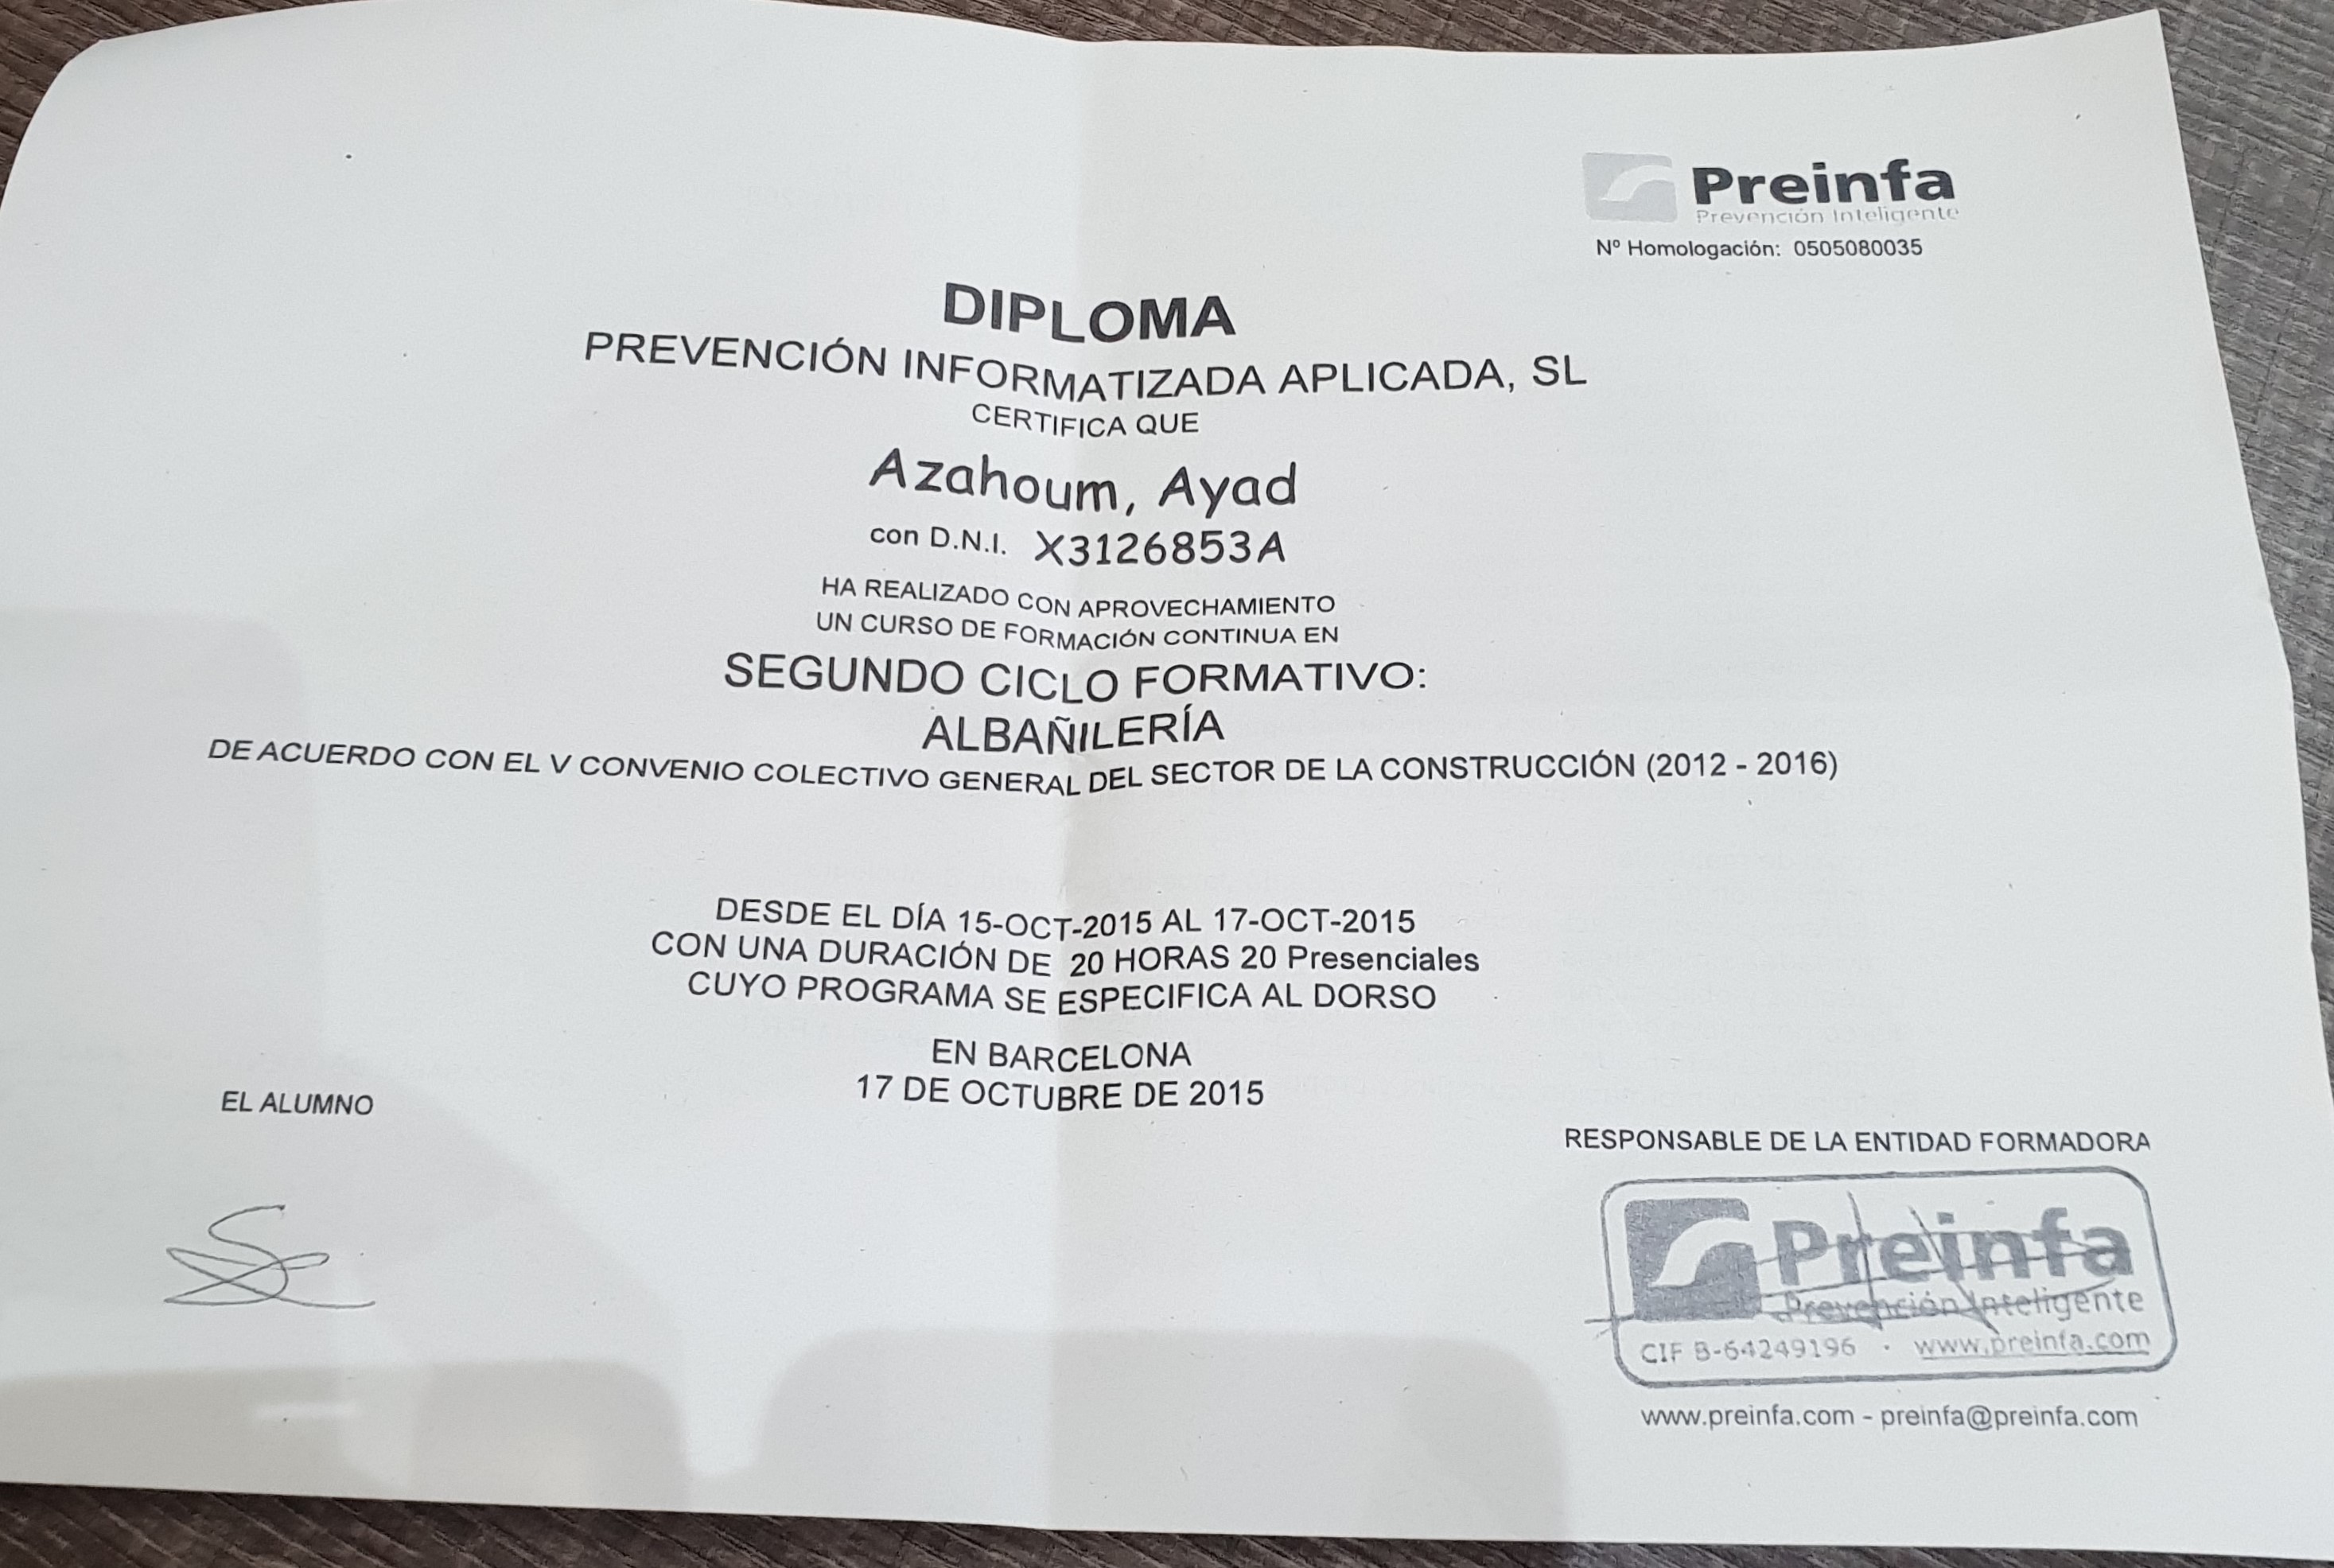 Preinfa
Prevención Inteligente
Nº Homologación: 0505080035
DIPLOMA
PREVENCIÓN INFORMATIZADA APLICADA, SL
CERTIFICA QUE
Azahoum, Ayad
con D.N.I. X3126853A
HA REALIZADO CON APROVECHAMIENTO
UN CURSO DE FORMACIÓN CONTINUA EN
SEGUNDO CICLO FORMATIVO:
ALBAÑILERÍA
DE ACUERDO CON EL V CONVENIO COLECTIVO GENERAL DEL SECTOR DE LA CONSTRUCCIÓN (2012 - 2016)
DESDE EL DÍA 15-OCT-2015 AL 17-OCT-2015
CON UNA DURACIÓN DE 20 HORAS 20 Presenciales
CUYO PROGRAMA SE ESPECIFICA AL DORSO
EN BARCELONA
17 DE OCTUBRE DE 2015
EL ALUMNO
RESPONSABLE DE LA ENTIDAD FORMADORA
Preinfa
Prevención Inteligente
CIF B-64249196 · www.preinfa.com
www.preinfa.com - preinfa@preinfa.com